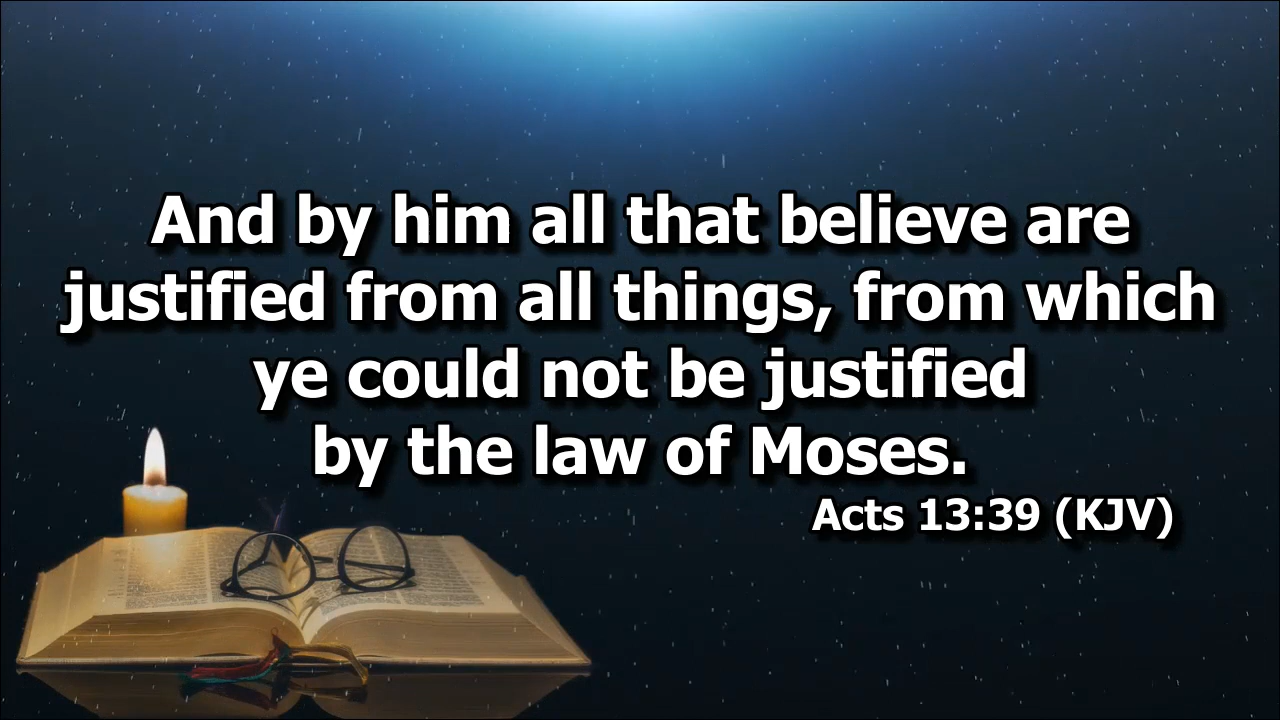 And by him all that believe are
justified from all things, from which
ye could not be justified
by the law of Moses.
Acts 13:39 (KJV)